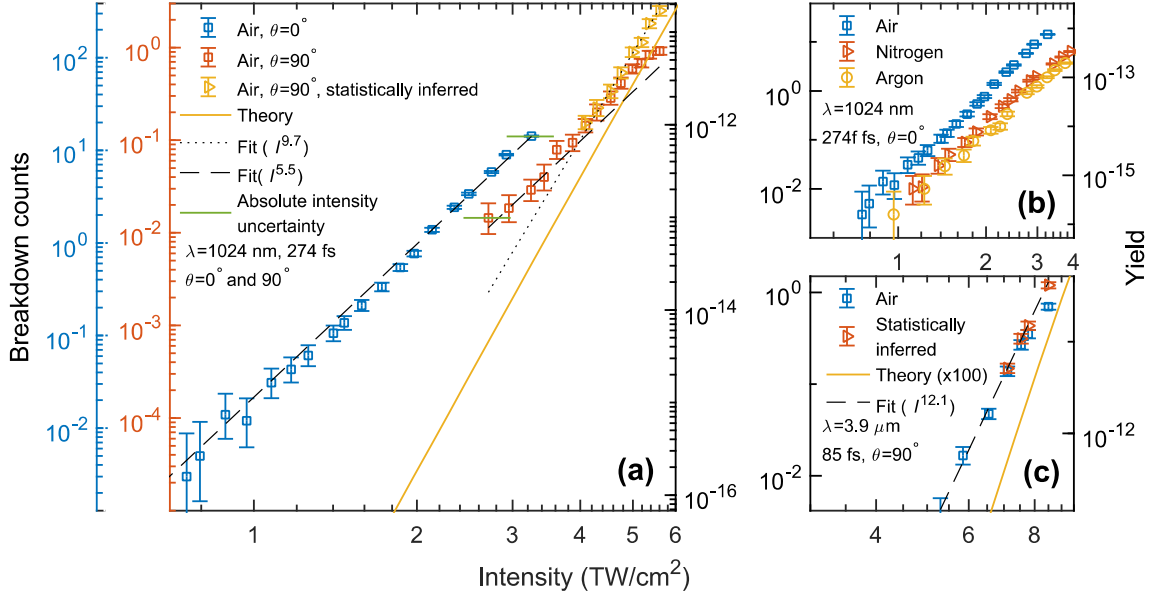 Breakdown counts
10^2
10^1
10^0
10^-1
10^-2
10^0
10^-1
10^-2
10^-3
10^-4
Air, θ=0°
Air, θ=90°
Air, θ=90°, statistically inferred
Theory
Fit ( I^9.7)
Fit( I^5.5)
Absolute intensity
uncertainty
λ=1024 nm, 274 fs
θ=0° and 90°
(a)
10^-12
10^-14
10^-16
1
2
3
4
5
6
Intensity (TW/cm^2)
Air
Nitrogen
Argon
λ=1024 nm
274f fs, θ=0°
(b)
10^0
10^-2
10^-13
10^-15
1
2
3
4
Yield
Air
Statistically
inferred
Theory (x100)
Fit ( I^12.1)
λ=3.9 μm
85 fs, θ=90°
(c)
10^0
10^-1
10^-2
10^-12
4
6
8